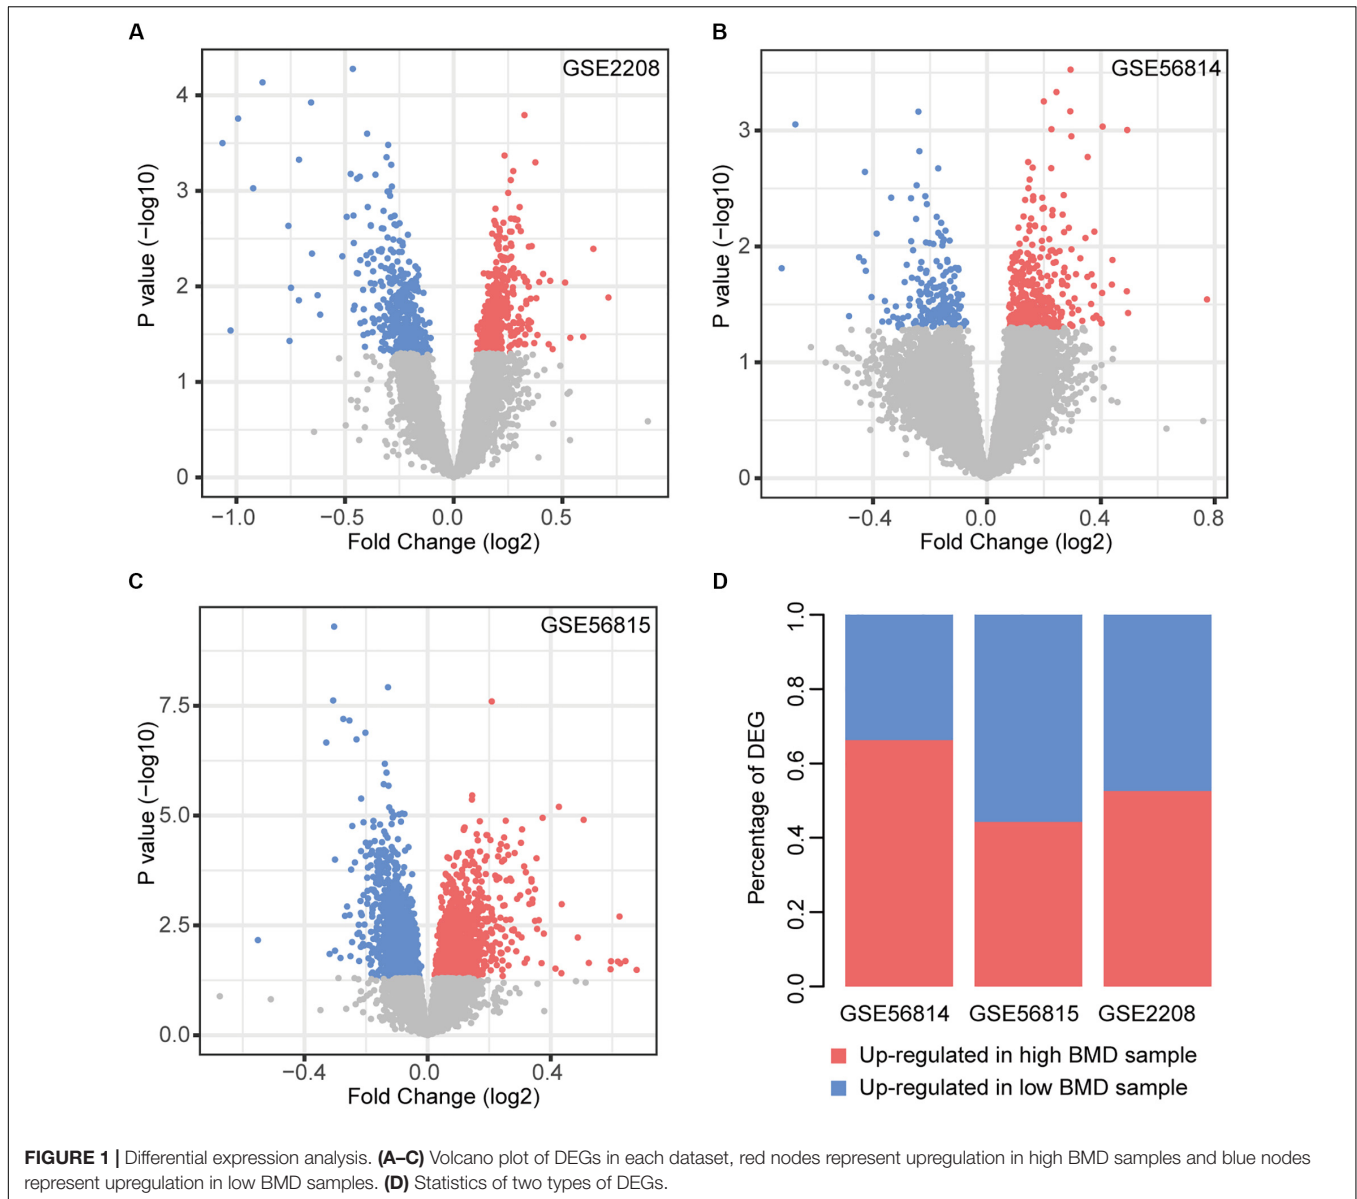 A
GSE2208
4
3
2
1
0
P value (−log10)
−1.0
−0.5
0.0
0.5
Fold Change (log2)
B
GSE56814
3
2
1
0
P value (−log10)
−0.4
0.0
0.4
0.8
Fold Change (log2)
C
GSE56815
7.5
5.0
2.5
0.0
P value (−log10)
−0.4
0.0
0.4
Fold Change (log2)
D
1.0
0.8
0.6
0.4
0.2
0.0
Percentage of DEG
GSE56814
GSE56815
GSE2208
Up-regulated in high BMD sample
Up-regulated in low BMD sample
FIGURE 1 | Differential expression analysis. (A–C) Volcano plot of DEGs in each dataset, red nodes represent upregulation in high BMD samples and blue nodes
represent upregulation in low BMD samples. (D) Statistics of two types of DEGs.